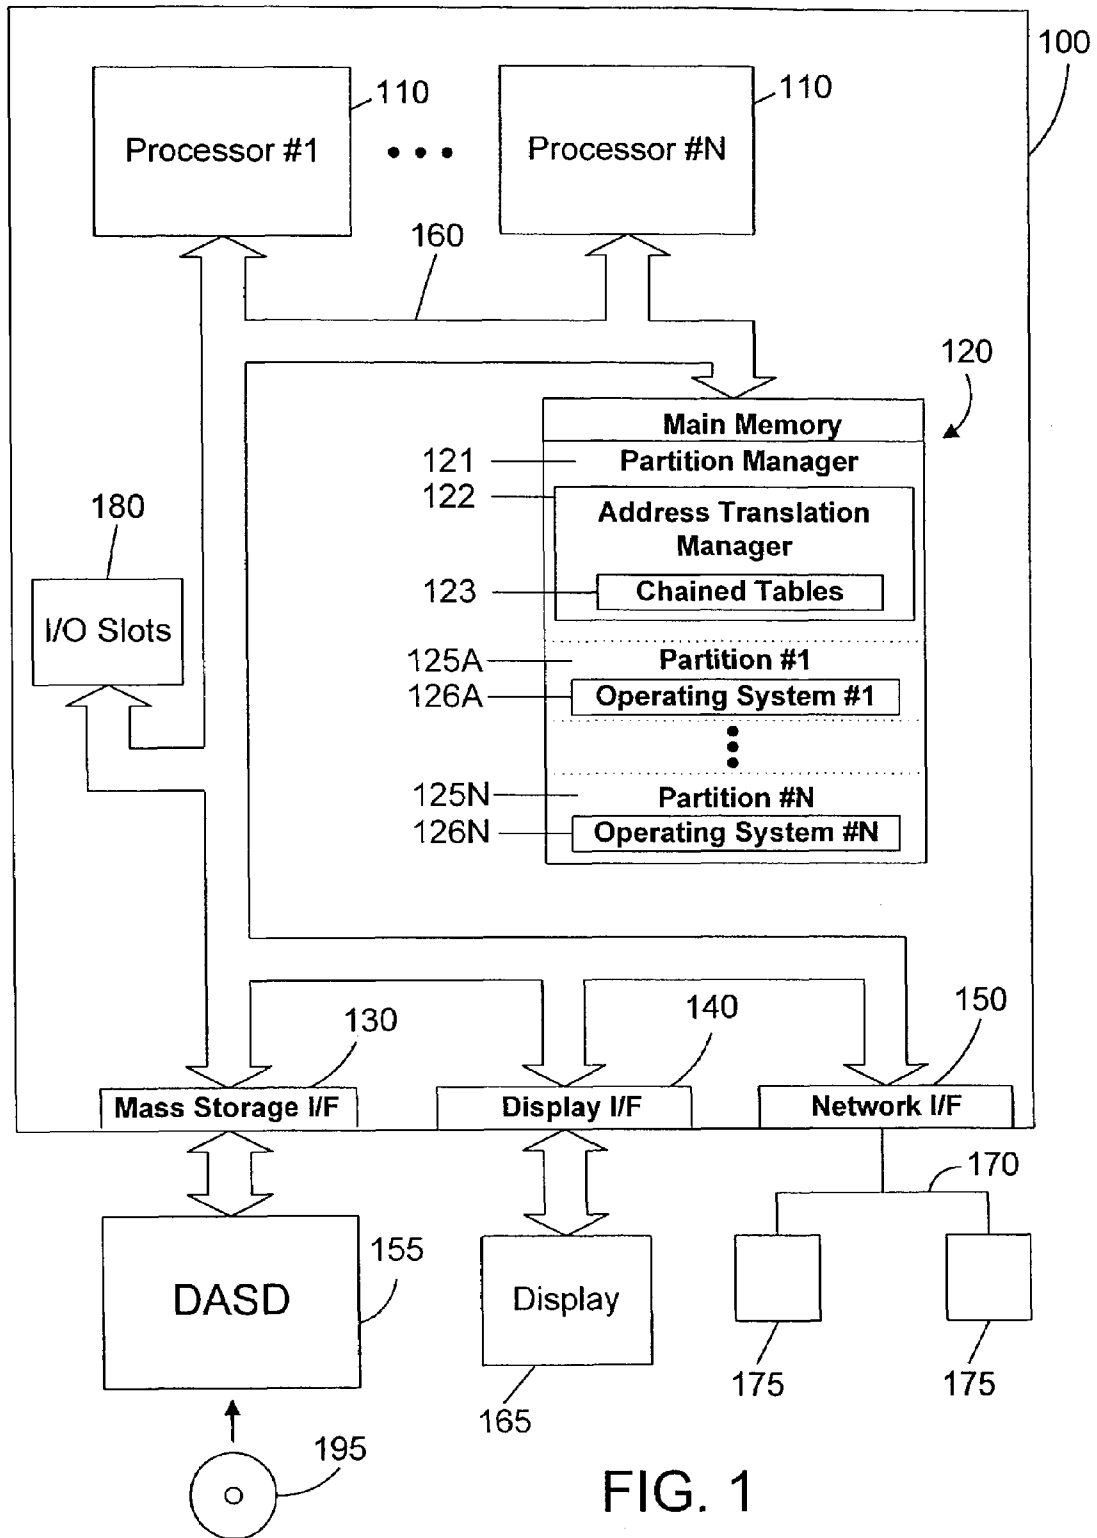 100
110
110
Processor #1
Processor #N
160
120
Main Memory
121
Partition Manager
122
Address Translation
Manager
180
123
Chained Tables
I/O Slots
125A
Partition #1
126A
Operating System #1
125N
Partition #N
126N
Operating System #N
130
140
150
Mass Storage I/F
Display I/F
Network I/F
170
155
DASD
Display
175
175
165
195
FIG. 1